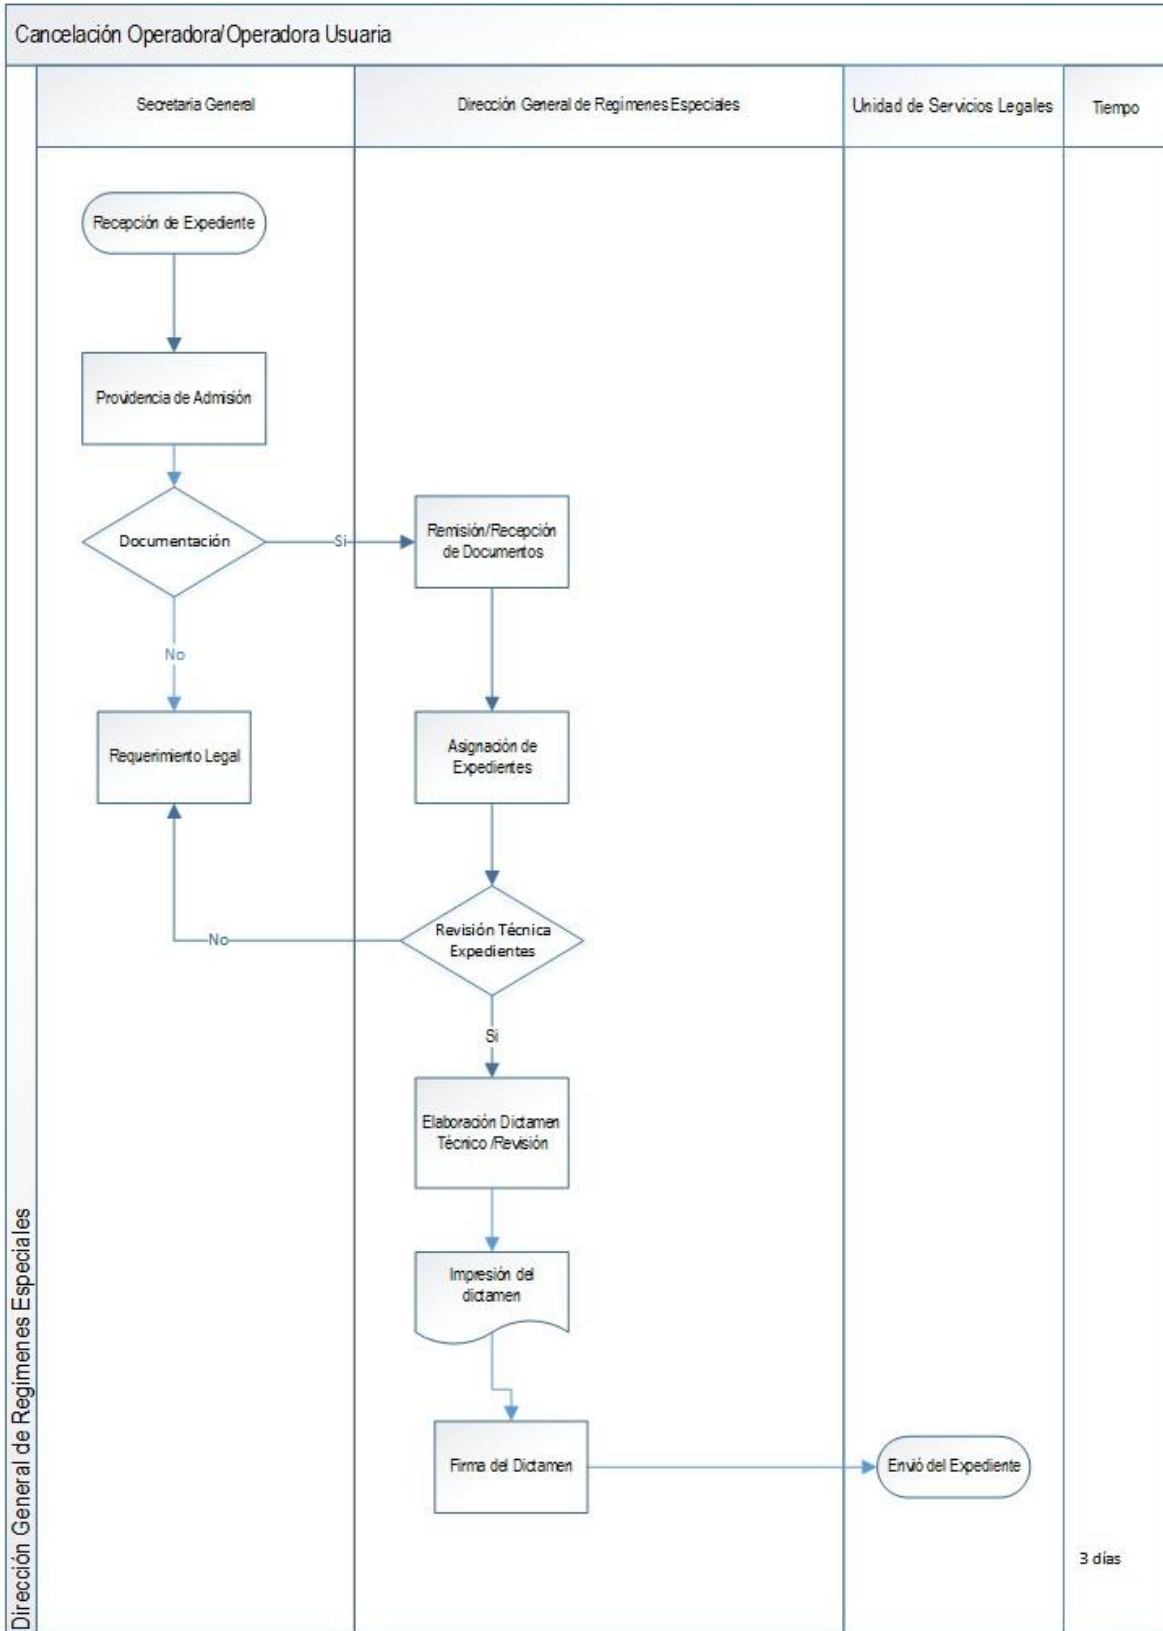 Cancelación Operadora/Operadora Usuaria
Secretaria General
Dirección General de Regimenes Especiales
Unidad de Servicios Legales
Tiempo
Recepción de Expediente
Providencia de Admisión
Documentación
Si
Remisión/Recepción
de Documentos
No
Requerimiento Legal
Asignación de
Expedientes
Revisión Técnica
Expedientes
No
Si
Elaboración Dictamen
Técnico /Revisión
Impresión del
dictamen
Firma del Dictamen
Envió del Expediente
3 días
Dirección General de Regimenes Especiales